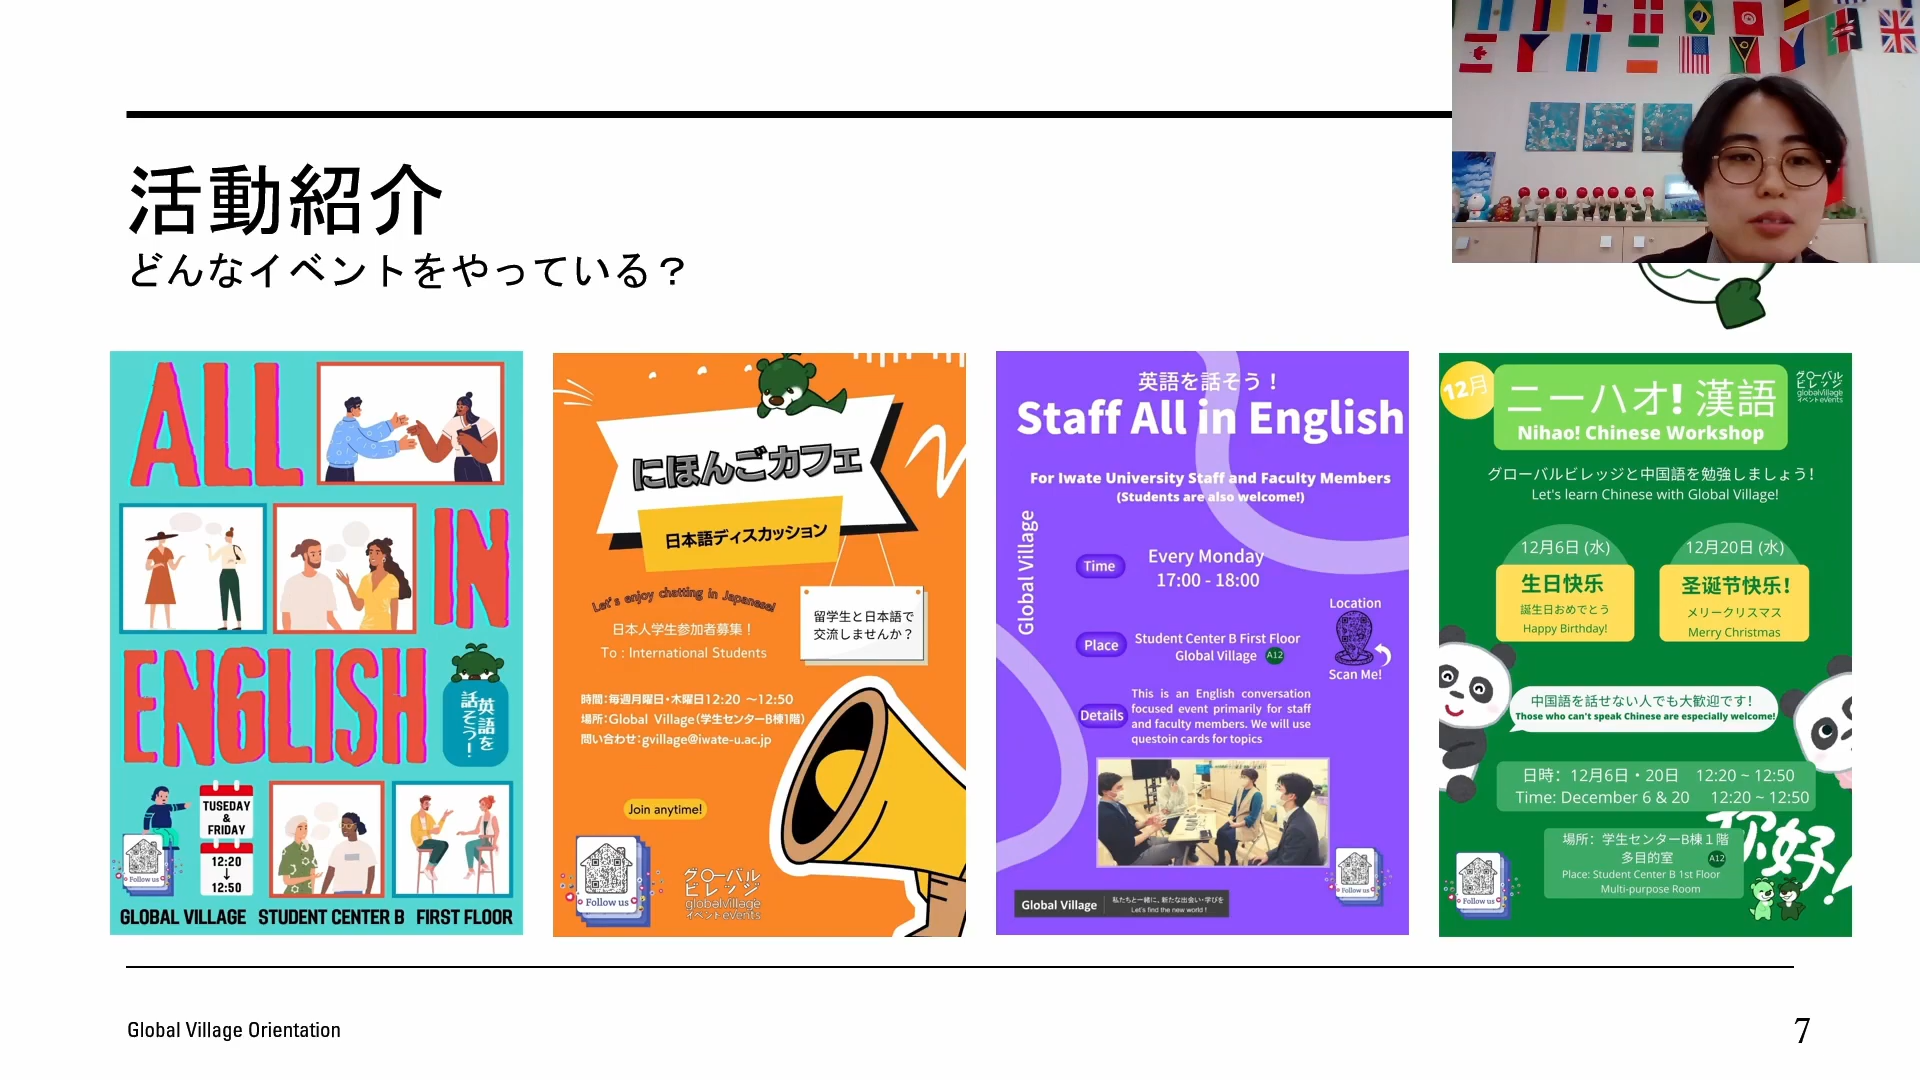 活動紹介
どんなイベントをやっている？
ALL
IN
ENGLISH
英語を
話そう！
TUSEDAY
&
FRIDAY
12:20
↓
12:50
Follow us
GLOBAL VILLAGE STUDENT CENTER B FIRST FLOOR
にほんごカフェ
日本語ディスカッション
Let's enjoy chatting in Japanese!
日本人学生参加者募集！
To : International Students
留学生と日本語で
交流しませんか？
時間：毎週月曜日・木曜日12:20 〜12:50
場所：Global Village（学生センターB棟1階）
問い合わせ：gvillage@iwate-u.ac.jp
Join anytime!
Follow us
グローバル
ビレッジ
globalvillage
イベント events
英語を話そう！
Staff All in English
For Iwate University Staff and Faculty Members
(Students are also welcome!)
Global Village
Time
Every Monday
17:00 - 18:00
Location
Place
Student Center B First Floor
Global Village A12
Scan Me!
Details
This is an English conversation
focused event primarily for staff
and faculty members. We will use
questoin cards for topics
Follow us
Global Village
私たちと一緒に、新たな出会い・学びを
Let's find the new world !
12月
ニーハオ! 漢語
Nihao! Chinese Workshop
グローバル
ビレッジ
globalvillage
イベント events
グローバルビレッジと中国語を勉強しましょう！
Let's learn Chinese with Global Village!
12月6日 (水)
生日快乐
誕生日おめでとう
Happy Birthday!
12月20日 (水)
圣诞节快乐！
メリークリスマス
Merry Christmas
中国語を話せない人でも大歓迎です！
Those who can't speak Chinese are especially welcome!
日時：12月6日・20日 12:20 ~ 12:50
Time: December 6 & 20 12:20 ~ 12:50
场所：学生センターB棟１階
多目的室 A12
Place: Student Center B 1st Floor
Multi-purpose Room
你好！
Follow us
Global Village Orientation
7